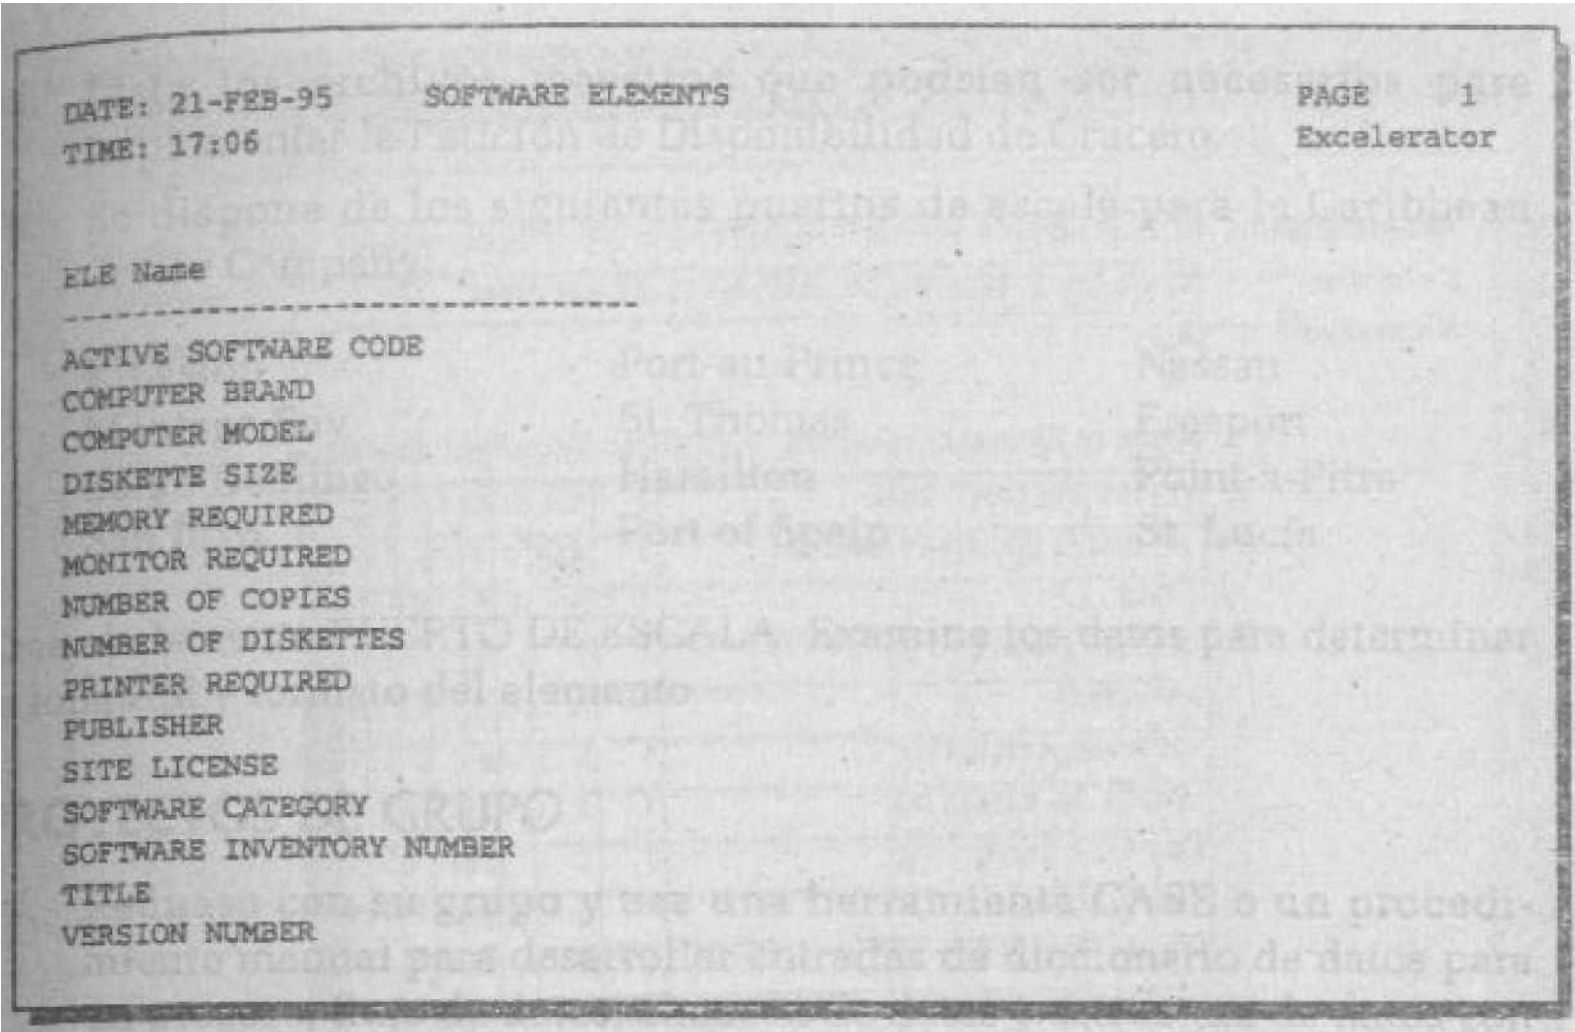 DATE: 21-FEB-95 SOFTWARE ELEMENTS PAGE 1
TIME: 17:06 Excelerator
ELE Name
--------------------------------
ACTIVE SOFTWARE CODE
COMPUTER BRAND
COMPUTER MODEL
DISKETTE SIZE
MEMORY REQUIRED
MONITOR REQUIRED
NUMBER OF COPIES
NUMBER OF DISKETTES
PRINTER REQUIRED
PUBLISHER
SITE LICENSE
SOFTWARE CATEGORY
SOFTWARE INVENTORY NUMBER
TITLE
VERSION NUMBER